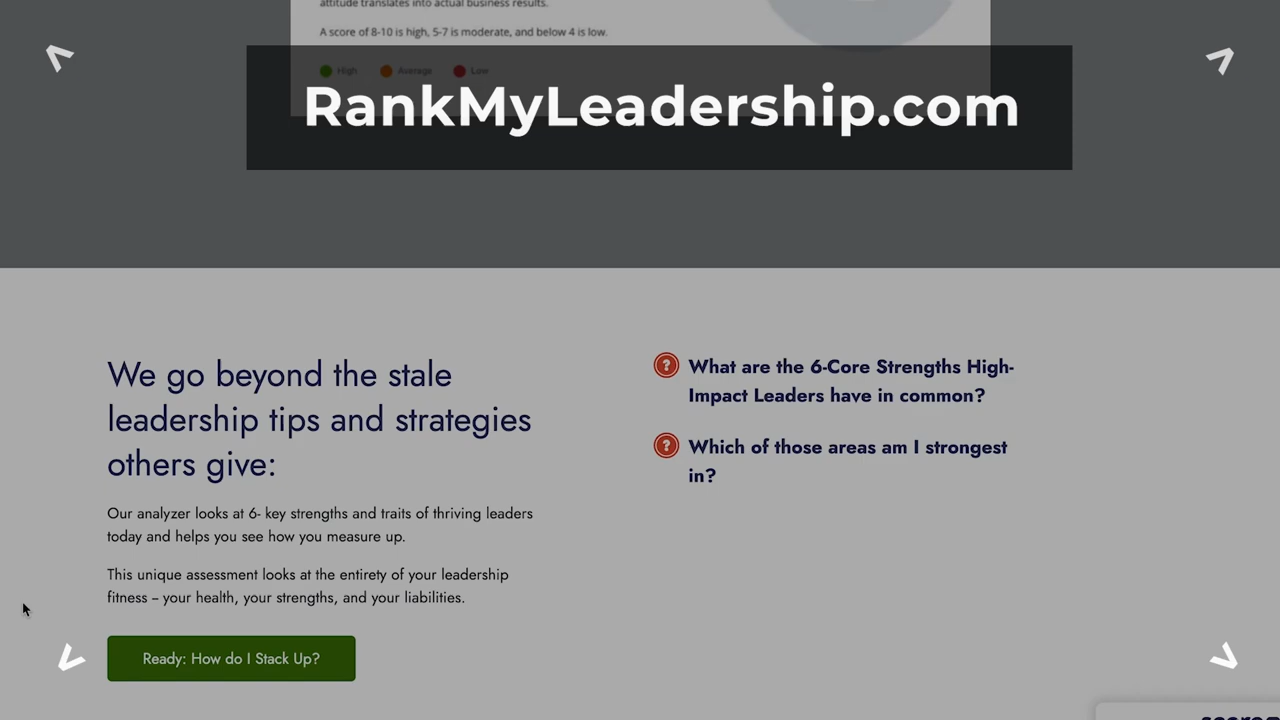 attitude translates into actual business results.
A score of 8-10 is high, 5-7 is moderate, and below 4 is low.
High Average Low
RankMyLeadership.com
We go beyond the stale
leadership tips and strategies
others give:
Our analyzer looks at 6- key strengths and traits of thriving leaders
today and helps you see how you measure up.
This unique assessment looks at the entirety of your leadership
fitness – your health, your strengths, and your liabilities.
Ready: How do I Stack Up?
What are the 6-Core Strengths High-
Impact Leaders have in common?
Which of those areas am I strongest
in?